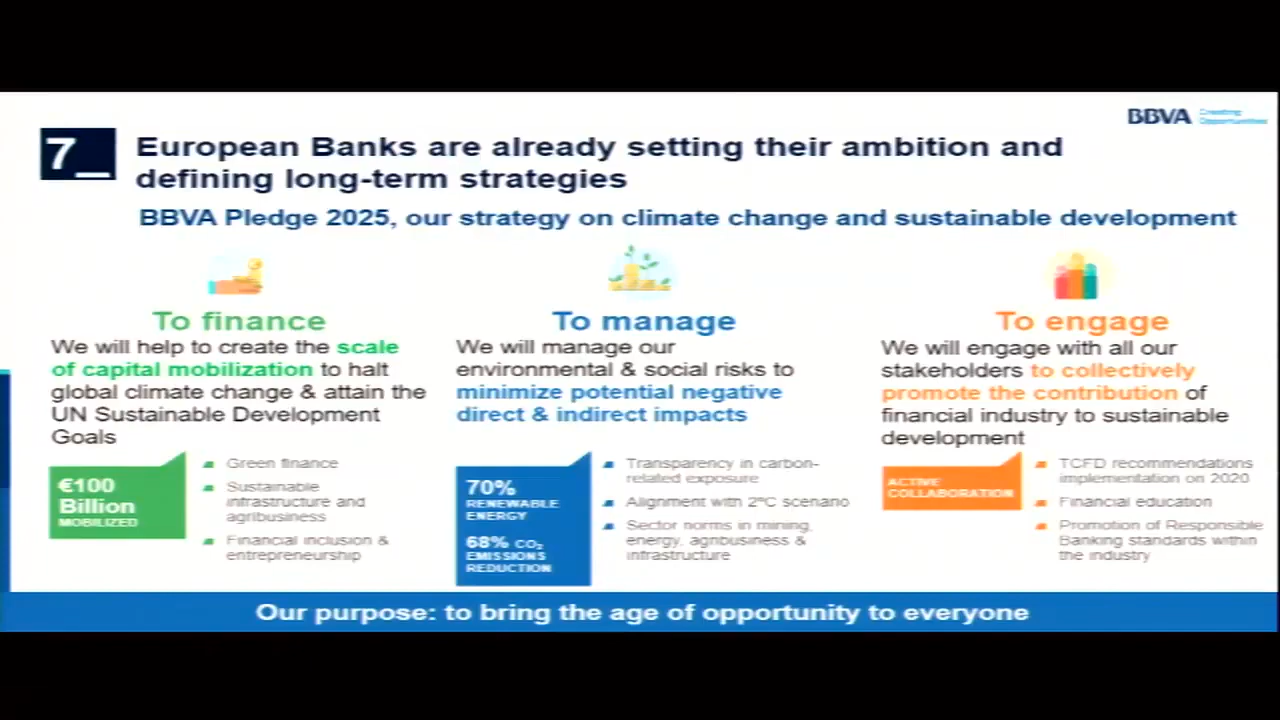 BBVA Creating
Opportunities
7_
European Banks are already setting their ambition and
defining long-term strategies
BBVA Pledge 2025, our strategy on climate change and sustainable development
To finance
We will help to create the scale
of capital mobilization to halt
global climate change & attain the
UN Sustainable Development
Goals
€100
Billion
MOBILIZED
Green finance
Sustainable
infrastructure and
agribusiness
Financial inclusion &
entrepreneurship
To manage
We will manage our
environmental & social risks to
minimize potential negative
direct & indirect impacts
70%
RENEWABLE
ENERGY
68% CO₂
EMISSIONS
REDUCTION
Transparency in carbon-
related exposure
Alignment with 2ºC scenario
Sector norms in mining,
energy, agribusiness &
infrastructure
To engage
We will engage with all our
stakeholders to collectively
promote the contribution of
financial industry to sustainable
development
ACTIVE
COLLABORATION
TCFD recommendations
implementation on 2020
Financial education
Promotion of Responsible
Banking standards within
the industry
Our purpose: to bring the age of opportunity to everyone